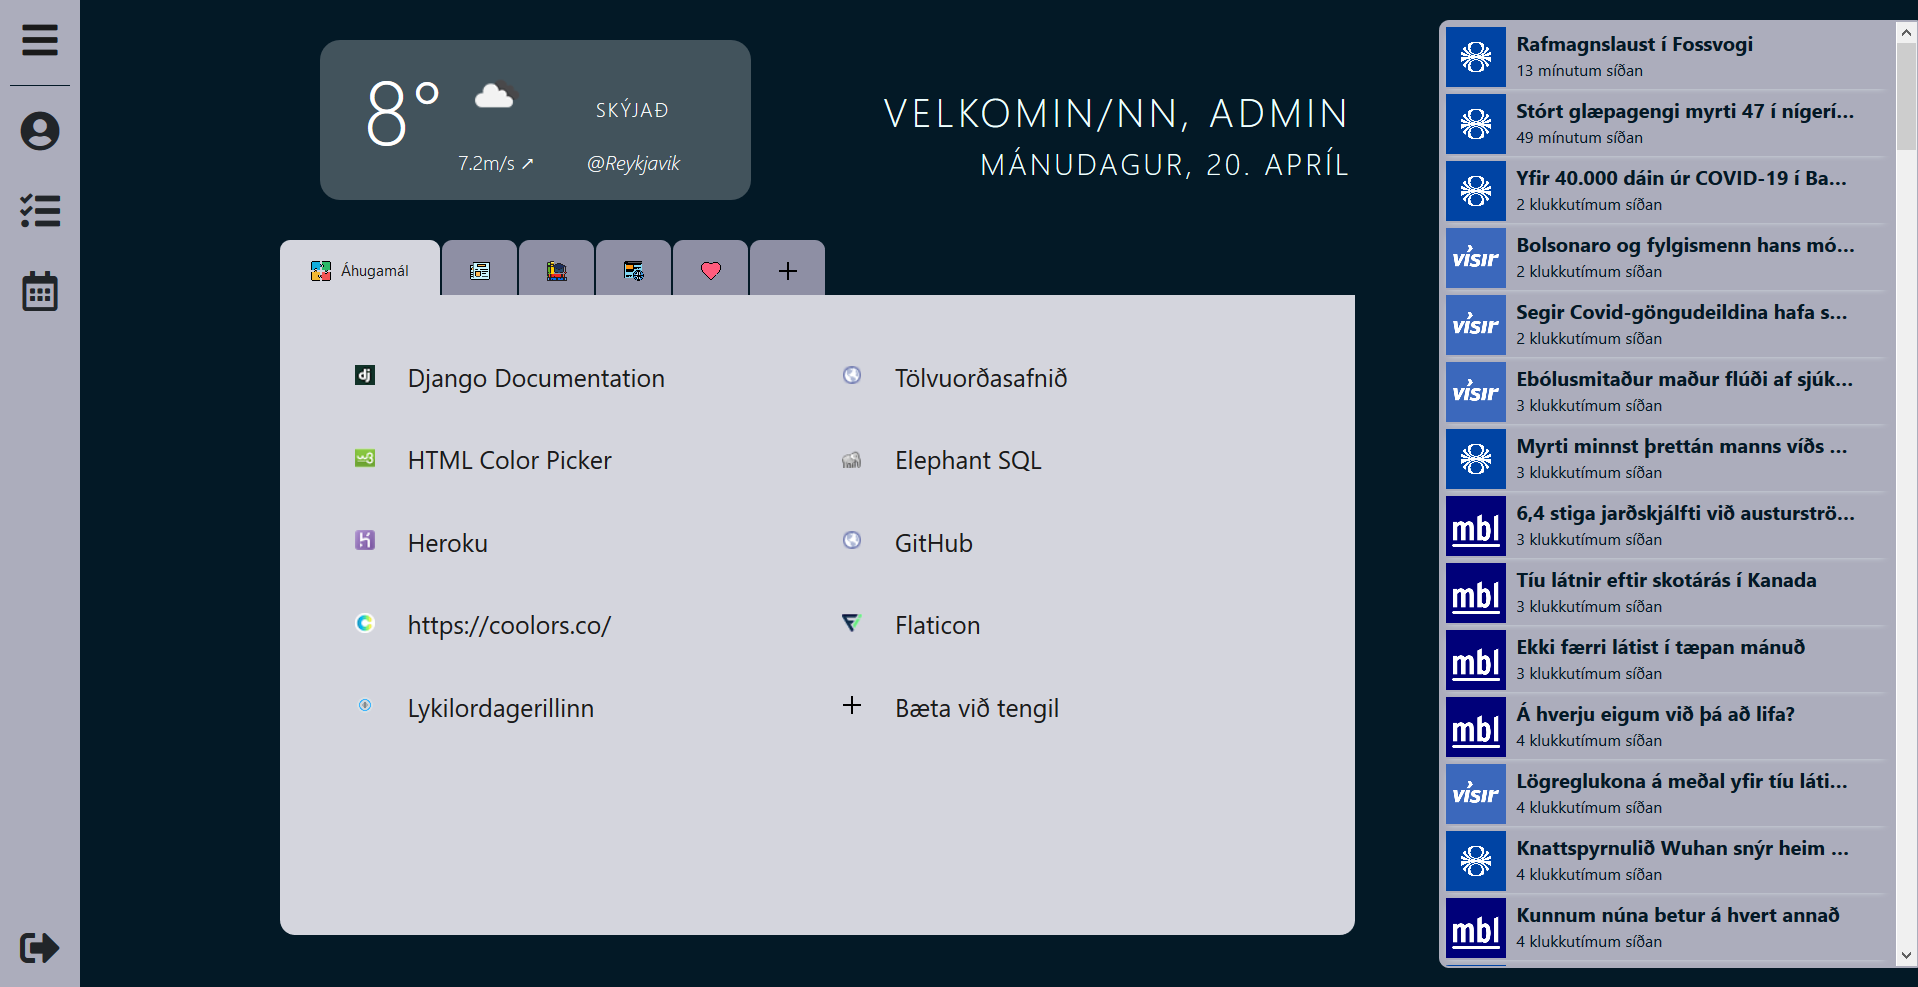 8°
SKÝJAÐ
7.2m/s ↗
@Reykjavik
VELKOMIN/NN, ADMIN
MÁNUDAGUR, 20. APRÍL
Áhugamál
Django Documentation
Tölvuorðasafnið
HTML Color Picker
Elephant SQL
Heroku
GitHub
https://coolors.co/
Flaticon
Lykilordagerillinn
Bæta við tengil
Rafmagnslaust í Fossvogi
13 mínutum síðan
Stórt glæpagengi myrti 47 í nígerí...
49 mínutum síðan
Yfir 40.000 dáin úr COVID-19 í Ba...
2 klukkutímum síðan
vísir
Bolsonaro og fylgismenn hans mó...
2 klukkutímum síðan
vísir
Segir Covid-göngudeildina hafa s...
2 klukkutímum síðan
vísir
Ebólusmitaður maður flúði af sjúk...
3 klukkutímum síðan
Myrti minnst þrettán manns víðs ...
3 klukkutímum síðan
mbl
6,4 stiga jarðskjálfti við austurströ...
3 klukkutímum síðan
mbl
Tíu látnir eftir skotárás í Kanada
3 klukkutímum síðan
mbl
Ekki færri látist í tæpan mánuð
3 klukkutímum síðan
mbl
Á hverju eigum við þá að lifa?
4 klukkutímum síðan
vísir
Lögreglukona á meðal yfir tíu láti...
4 klukkutímum síðan
Knattspyrnulið Wuhan snýr heim ...
4 klukkutímum síðan
mbl
Kunnum núna betur á hvert annað
4 klukkutímum síðan